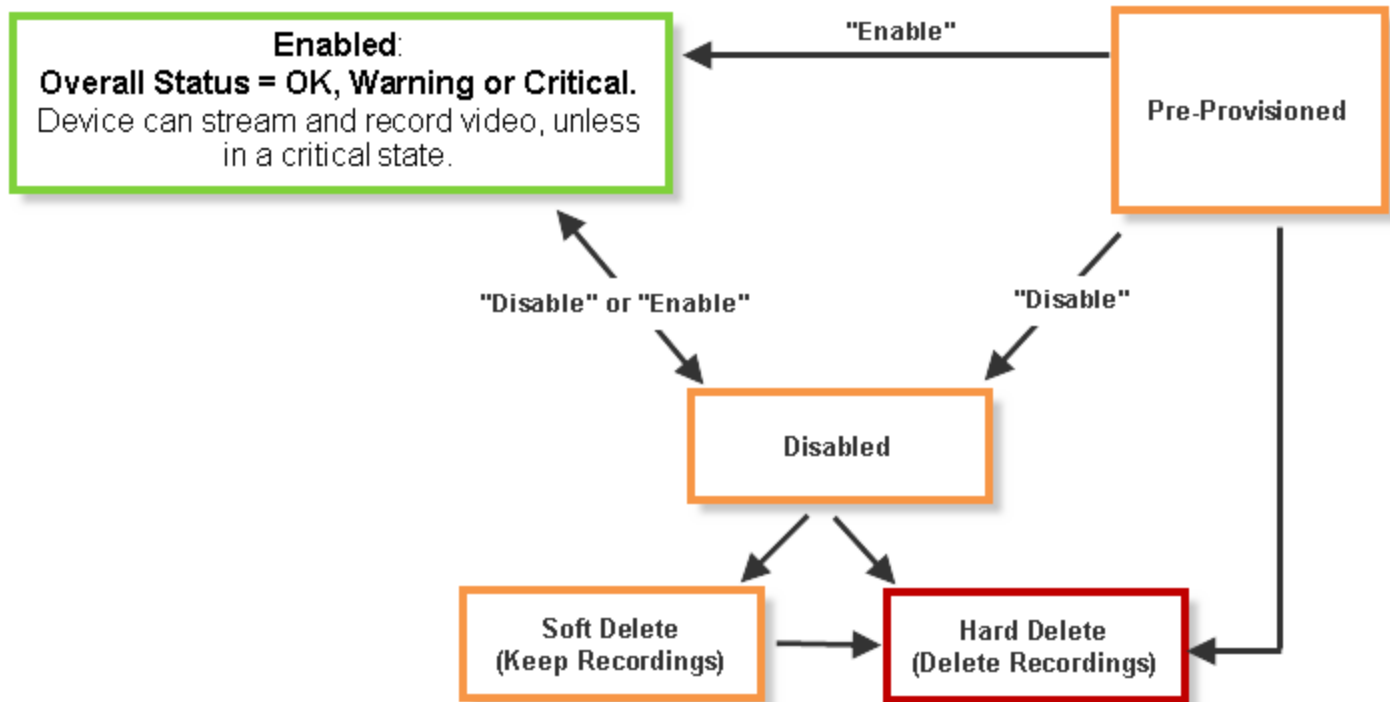 "Enable"
Enabled:
Overall Status = OK, Warning or Critical.
Device can stream and record video, unless
in a critical state.
Pre-Provisioned
"Disable" or "Enable"
"Disable"
Disabled
Soft Delete
(Keep Recordings)
Hard Delete
(Delete Recordings)